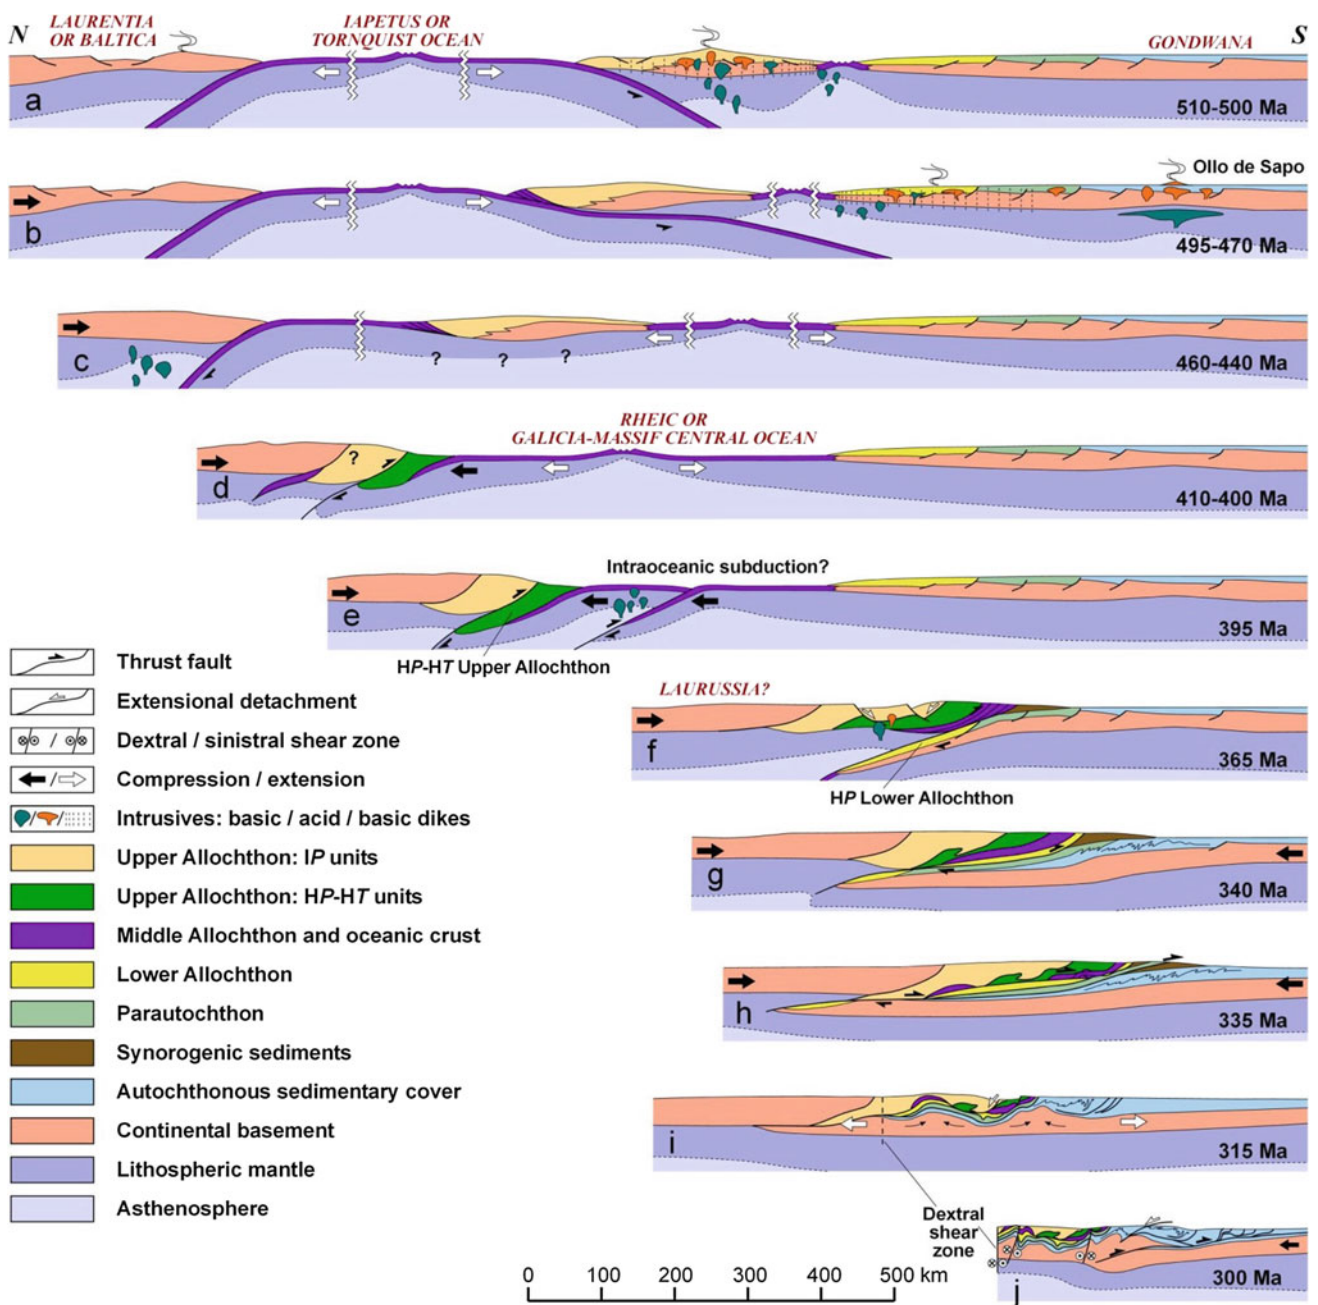 LAURENTIA
OR BALTICA
IAPETUS OR
TORNQUIST OCEAN
GONDWANA
N
S
a
510-500 Ma
Ollo de Sapo
b
495-470 Ma
c
? ? ?
460-440 Ma
RHEIC OR
GALICIA-MASSIF CENTRAL OCEAN
?
d
410-400 Ma
Intraoceanic subduction?
e
395 Ma
HP-HT Upper Allochthon
LAURUSSIA?
f
365 Ma
HP Lower Allochthon
g
340 Ma
h
335 Ma
i
315 Ma
Dextral
shear
zone
j
300 Ma
Thrust fault
Extensional detachment
/
Dextral / sinistral shear zone
/
Compression / extension
/ /
Intrusives: basic / acid / basic dikes
Upper Allochthon: IP units
Upper Allochthon: HP-HT units
Middle Allochthon and oceanic crust
Lower Allochthon
Parautochthon
Synorogenic sediments
Autochthonous sedimentary cover
Continental basement
Lithospheric mantle
Asthenosphere
0 100 200 300 400 500 km